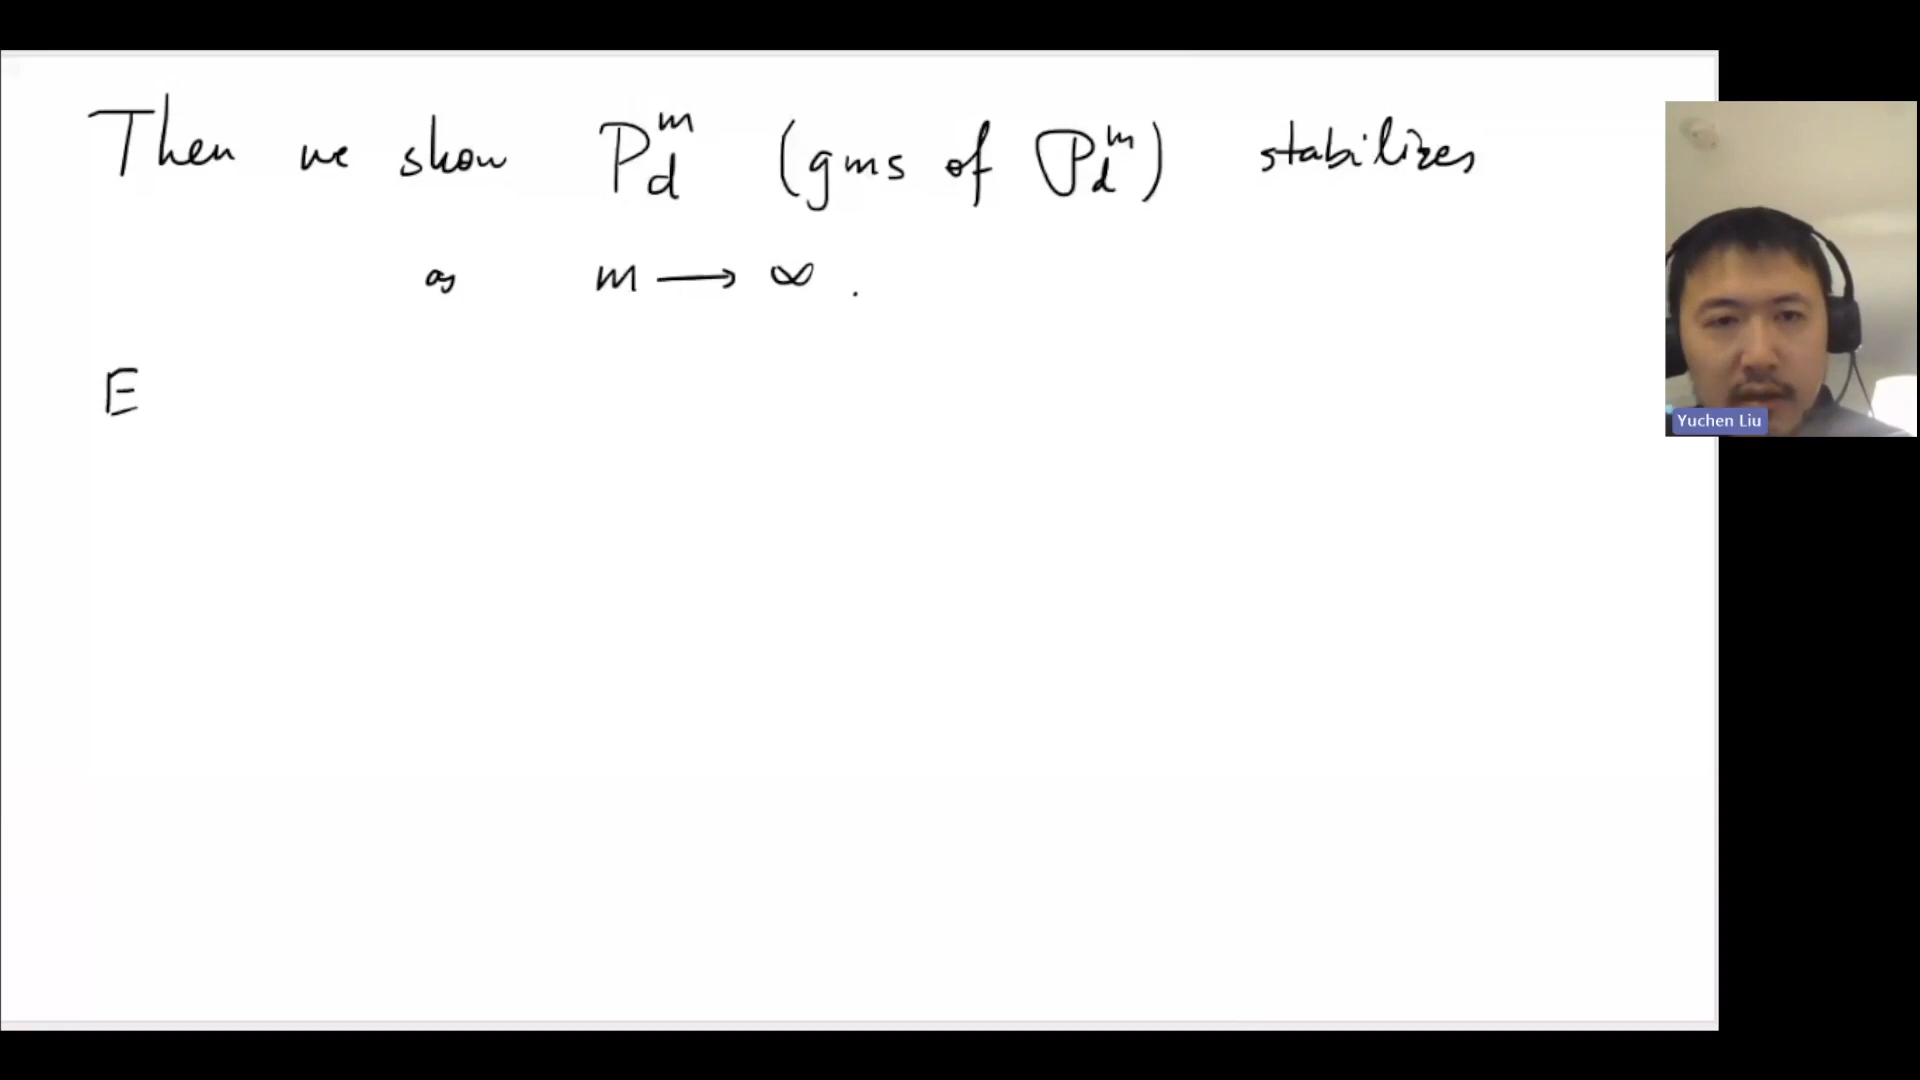 Then we show P_d^m (gms of 𝒫_d^m) stabilizes
as m → ∞ .
E
Yuchen Liu